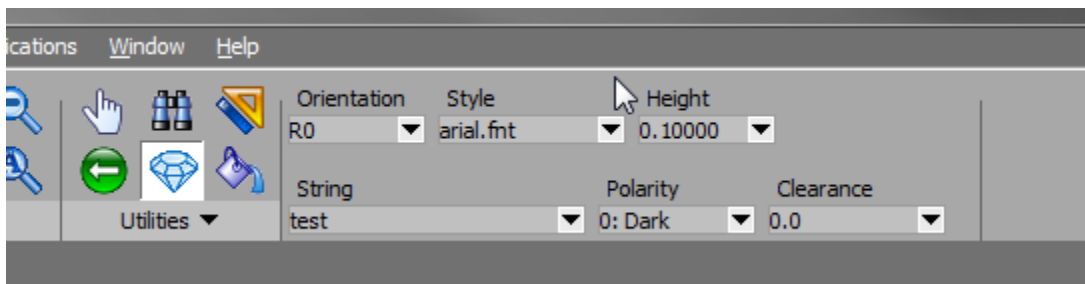 ications Window Help
Orientation Style Height
R0 arial.fnt 0.10000
String Polarity Clearance
Utilities test 0: Dark 0.0